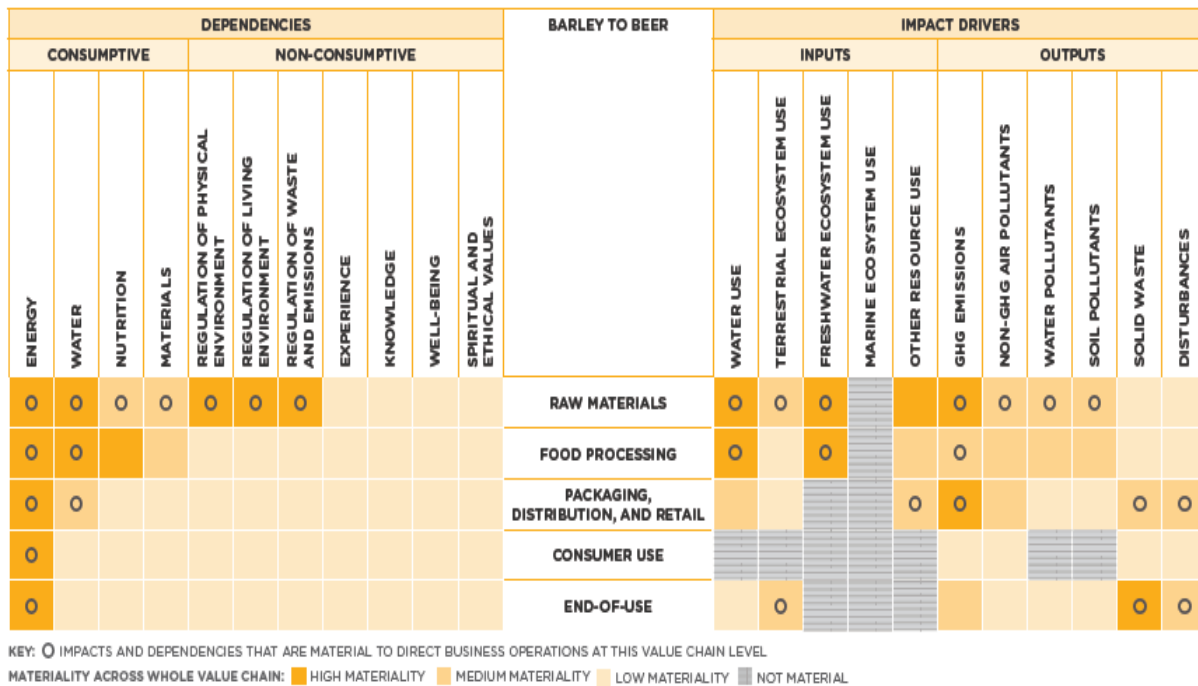 DEPENDENCIES
BARLEY TO BEER
IMPACT DRIVERS
CONSUMPTIVE
NON-CONSUMPTIVE
INPUTS
OUTPUTS
ENERGY
WATER
NUTRITION
MATERIALS
REGULATION OF PHYSICAL
ENVIRONMENT
REGULATION OF LIVING
ENVIRONMENT
REGULATION OF WASTE
AND EMISSIONS
EXPERIENCE
KNOWLEDGE
WELL-BEING
SPIRITUAL AND
ETHICAL VALUES
WATER USE
TERRESTRIAL ECOSYSTEM USE
FRESHWATER ECOSYSTEM USE
MARINE ECOSYSTEM USE
OTHER RESOURCE USE
GHG EMISSIONS
NON-GHG AIR POLLUTANTS
WATER POLLUTANTS
SOIL POLLUTANTS
SOLID WASTE
DISTURBANCES
O O O O O O O RAW MATERIALS O O O O O O O
O O FOOD PROCESSING O O O
O O PACKAGING,
DISTRIBUTION, AND RETAIL O O O O
O CONSUMER USE
O END-OF-USE O O O
KEY: O IMPACTS AND DEPENDENCIES THAT ARE MATERIAL TO DIRECT BUSINESS OPERATIONS AT THIS VALUE CHAIN LEVEL
MATERIALITY ACROSS WHOLE VALUE CHAIN: HIGH MATERIALITY MEDIUM MATERIALITY LOW MATERIALITY NOT MATERIAL